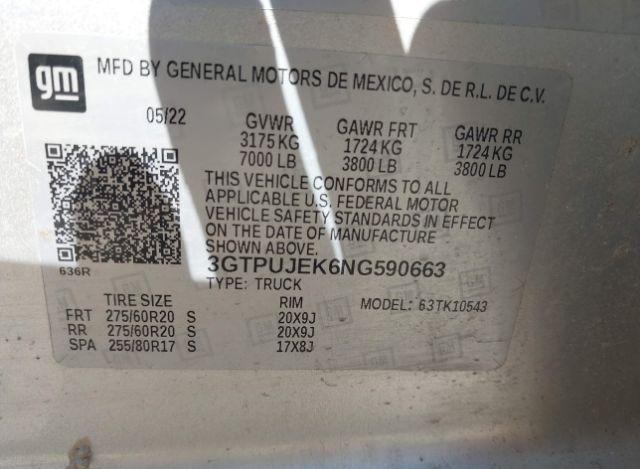 gm
MFD BY GENERAL MOTORS DE MEXICO, S. DE R.L. DE C.V.
05/22 GVWR GAWR FRT GAWR RR
3175 KG 1724 KG 1724 KG
7000 LB 3800 LB 3800 LB
THIS VEHICLE CONFORMS TO ALL
APPLICABLE U.S. FEDERAL MOTOR
VEHICLE SAFETY STANDARDS IN EFFECT
ON THE DATE OF MANUFACTURE
SHOWN ABOVE.
636R
3GTPUJEK6NG590663
TYPE: TRUCK
TIRE SIZE RIM MODEL: 63TK10543
FRT 275/60R20 S 20X9J
RR 275/60R20 S 20X9J
SPA 255/80R17 S 17X8J